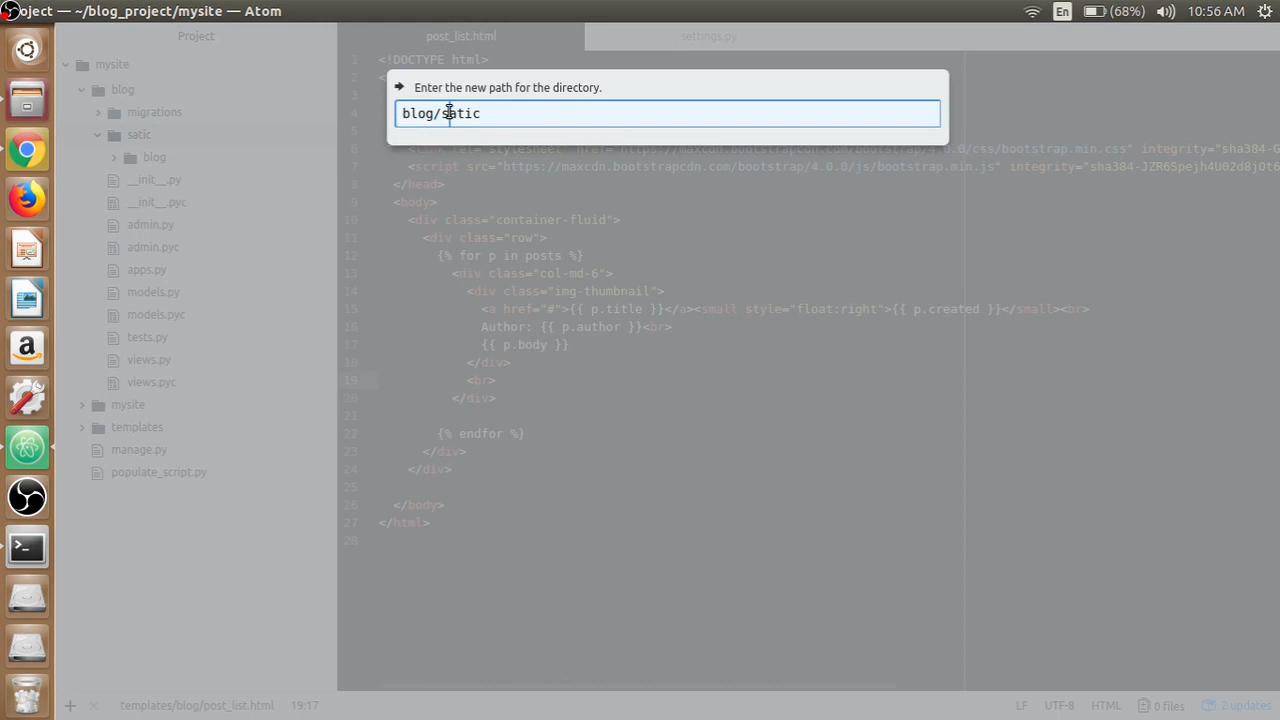 oject — ~/blog_project/mysite — Atom
En
(68%)
10:56 AM
Project
post_list.html
settings.py
mysite
blog
migrations
satic
blog
__init__.py
__init__.pyc
admin.py
admin.pyc
apps.py
models.py
models.pyc
tests.py
views.py
views.pyc
mysite
templates
manage.py
populate_script.py
Enter the new path for the directory.
blog/satic
1 <!DOCTYPE html>
2 <
3
4
5
6 <link rel="stylesheet" href="https://maxcdn.bootstrapcdn.com/bootstrap/4.0.0/css/bootstrap.min.css" integrity="sha384-G
7 <script src="https://maxcdn.bootstrapcdn.com/bootstrap/4.0.0/js/bootstrap.min.js" integrity="sha384-JZR6Spejh4U02d8jOt6
8 </head>
9 <body>
10 <div class="container-fluid">
11 <div class="row">
12 {% for p in posts %}
13 <div class="col-md-6">
14 <div class="img-thumbnail">
15 <a href="#">{{ p.title }}</a><small style="float:right">{{ p.created }}</small><br>
16 Author: {{ p.author }}<br>
17 {{ p.body }}
18 </div>
19 <br>
20 </div>
21
22 {% endfor %}
23 </div>
24 </div>
25
26 </body>
27 </html>
28
templates/blog/post_list.html
19:17
LF
UTF-8
HTML
0 files
2 updates